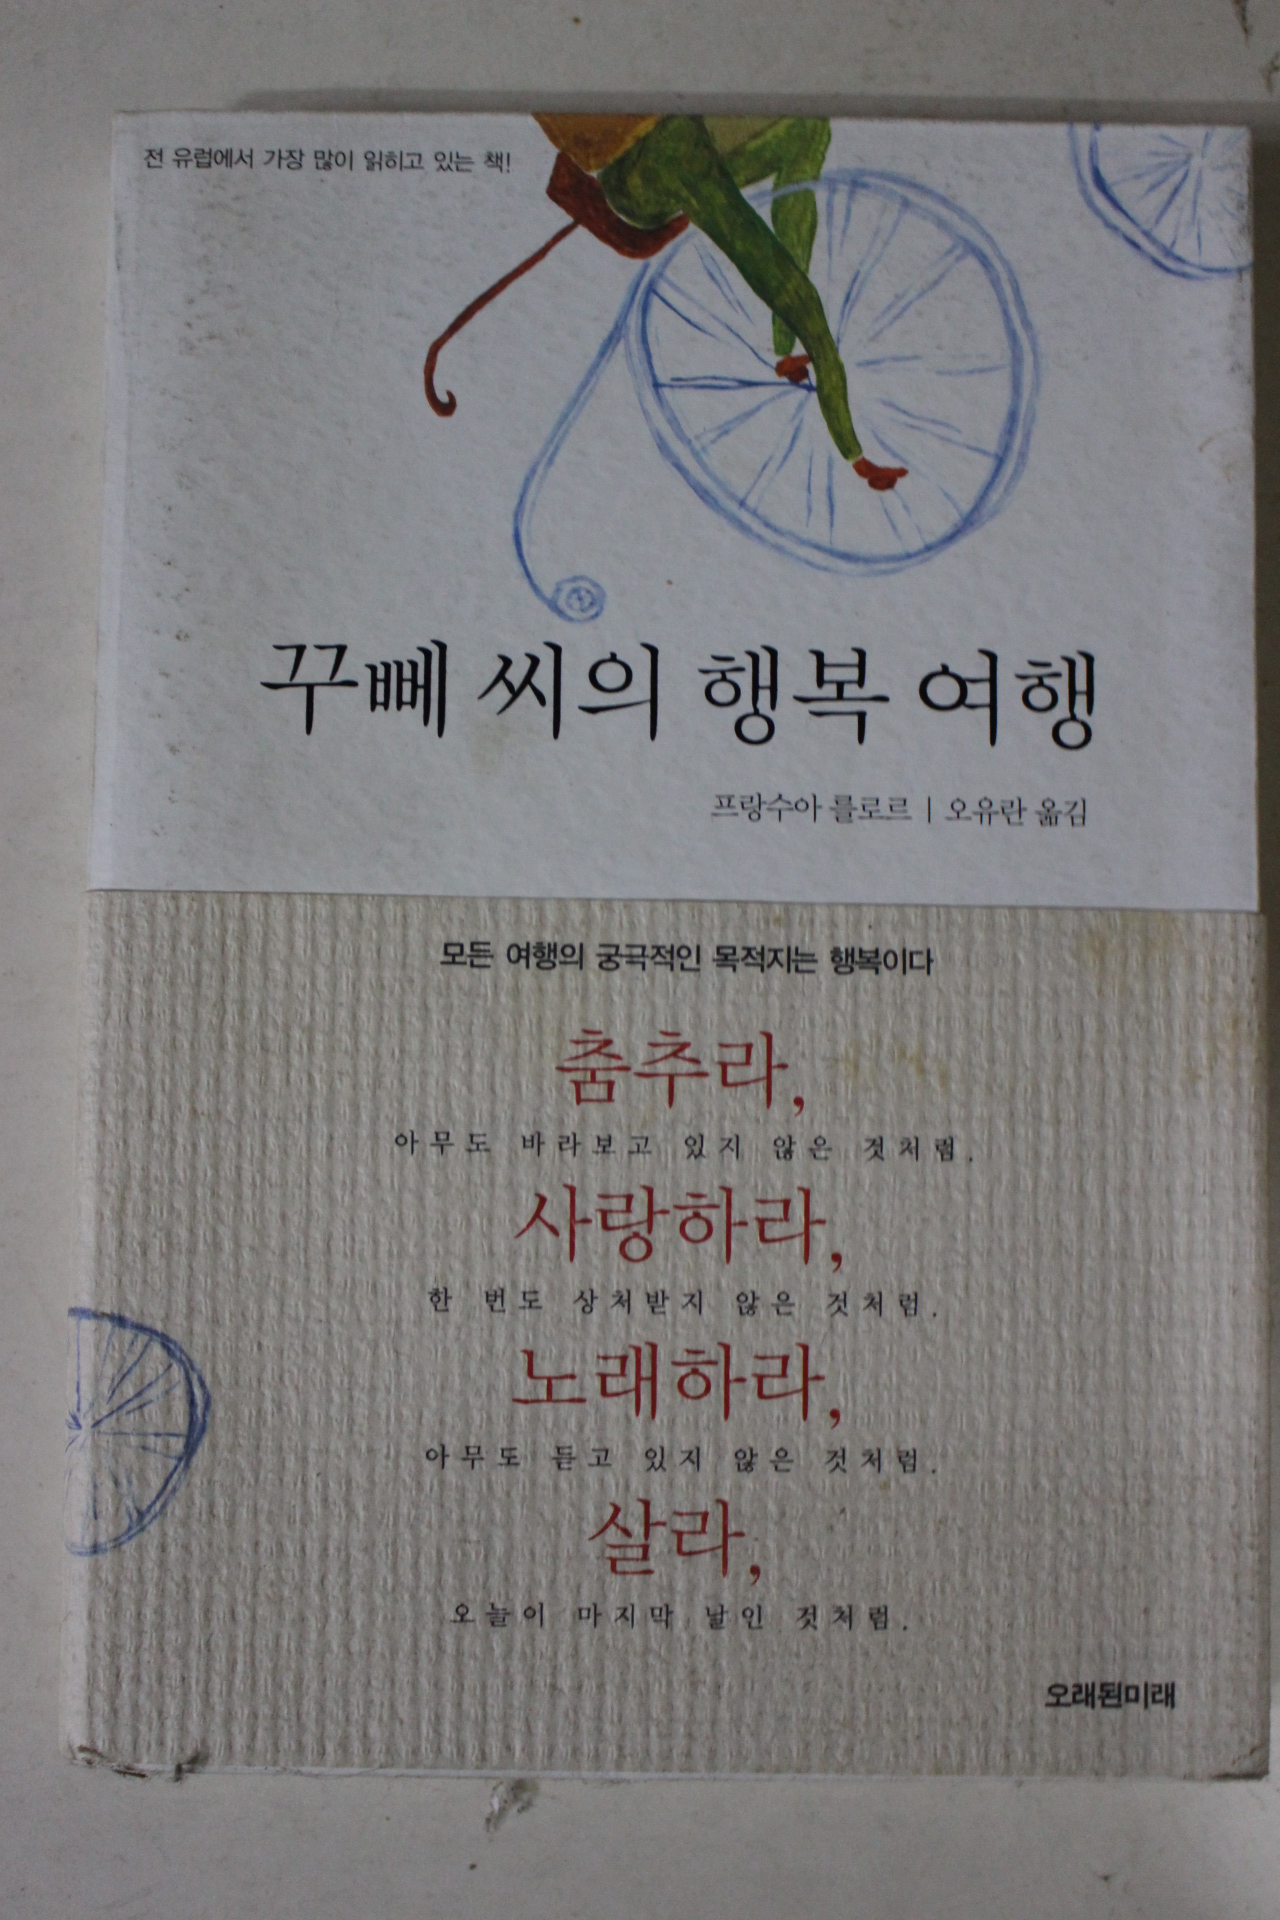 전 유럽에서 가장 많이 읽히고 있는 책!
꾸뻬 씨의 행복 여행
프랑수아 를로르 | 오유란 옮김
모든 여행의 궁극적인 목적지는 행복이다
춤추라,
아무도 바라보고 있지 않은 것처럼.
사랑하라,
한 번도 상처받지 않은 것처럼.
노래하라,
아무도 듣고 있지 않은 것처럼.
살라,
오늘이 마지막 날인 것처럼.
오래된미래